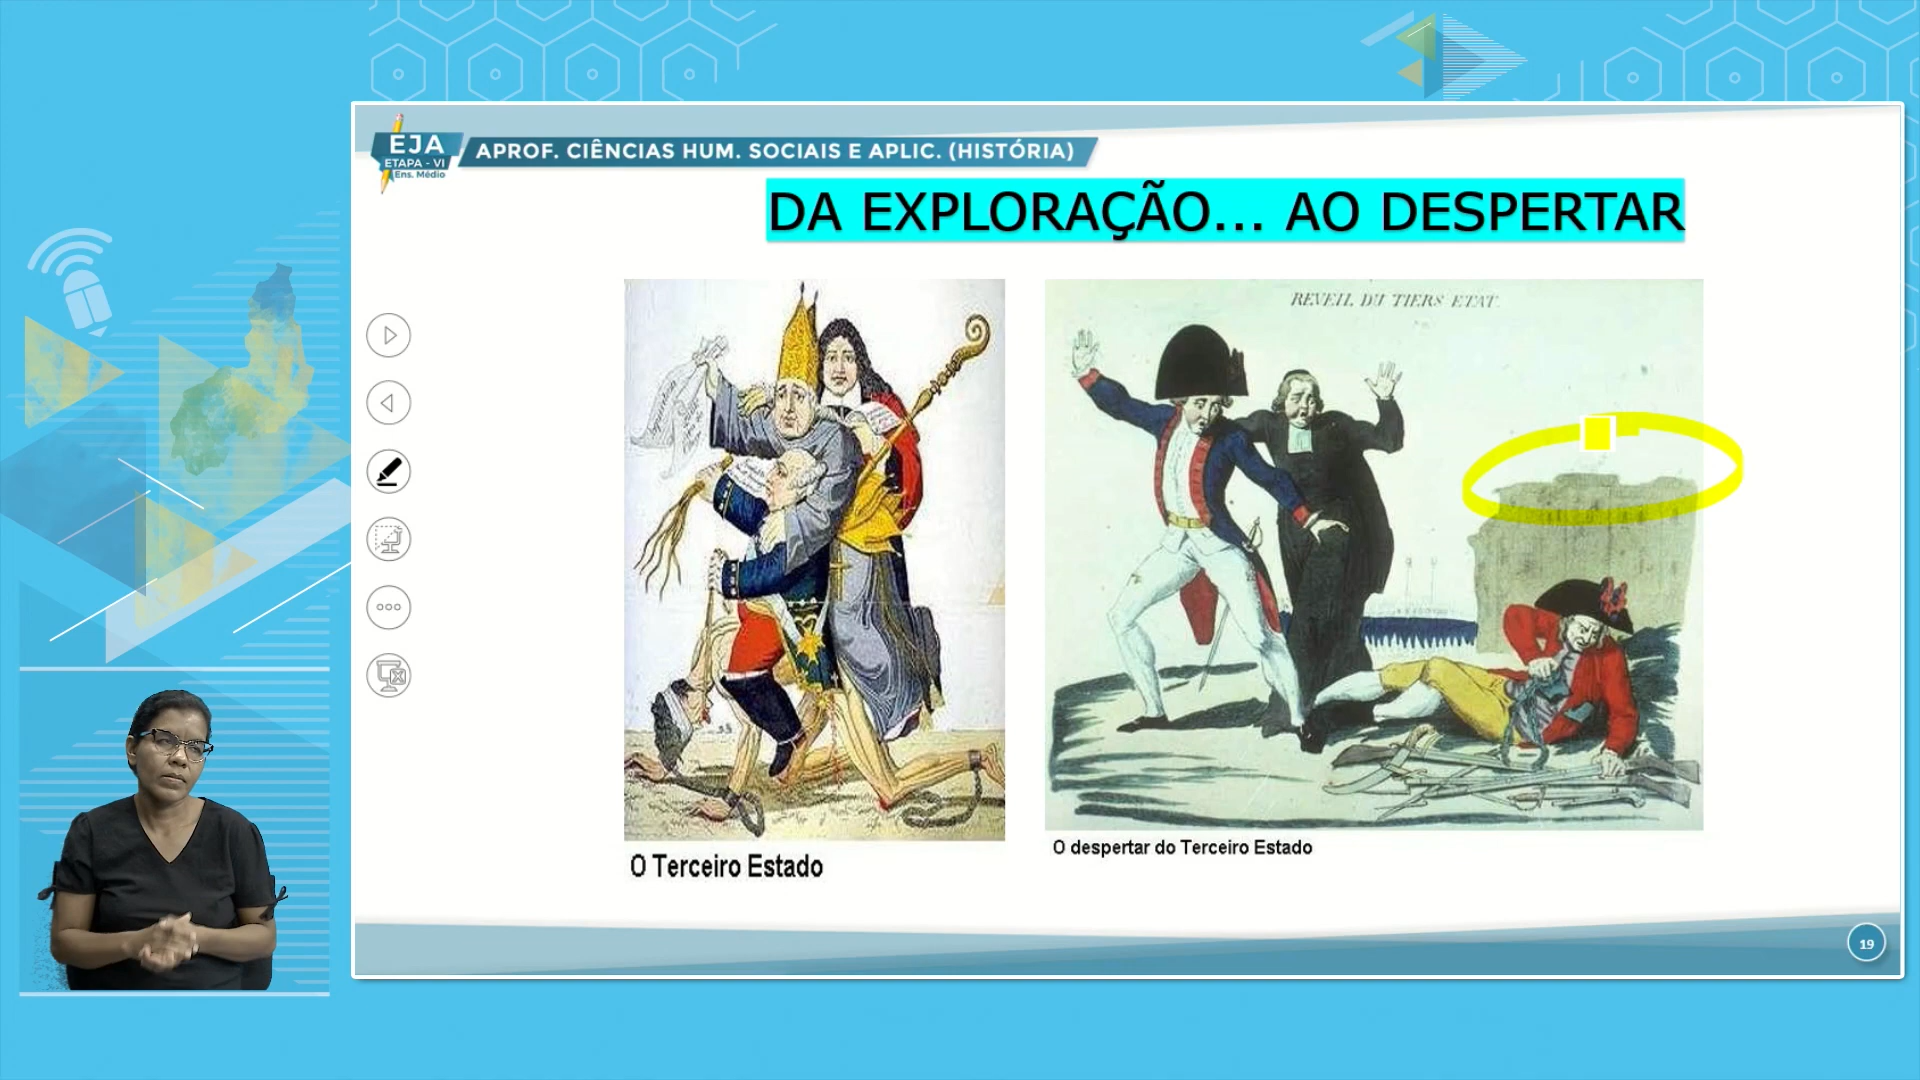 EJA
ETAPA - VI
Ens. Médio
APROF. CIÊNCIAS HUM. SOCIAIS E APLIC. (HISTÓRIA)
DA EXPLORAÇÃO... AO DESPERTAR
REVEIL DU TIERS ETAT.
O Terceiro Estado
O despertar do Terceiro Estado
19